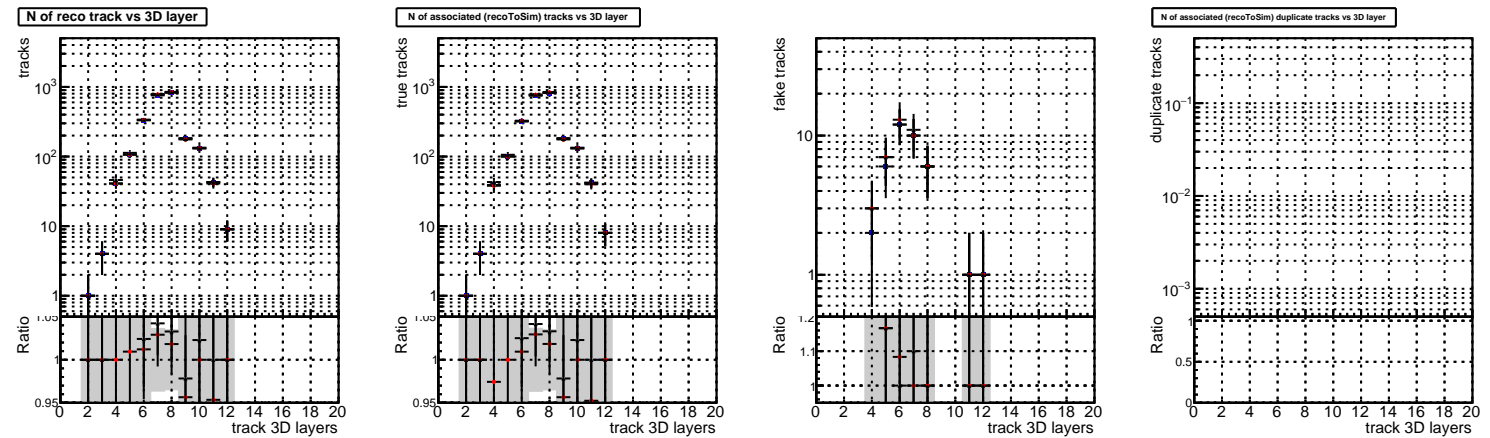 N of reco track vs 3D layer
tracks
10³
10²
10
1
1.05
Ratio
1
0.95
0 2 4 6 8 10 12 14 16 18 20
track 3D layers
N of associated (recoToSim) tracks vs 3D layer
true tracks
10³
10²
10
1
1.05
Ratio
1
0.95
0 2 4 6 8 10 12 14 16 18 20
track 3D layers
fake tracks
10
1
1.2
Ratio
1.1
1
0 2 4 6 8 10 12 14 16 18 20
track 3D layers
N of associated (recoToSim) duplicate tracks vs 3D layer
duplicate tracks
10⁻¹
10⁻²
10⁻³
1
Ratio
0.5
0
0 2 4 6 8 10 12 14 16 18 20
track 3D layers